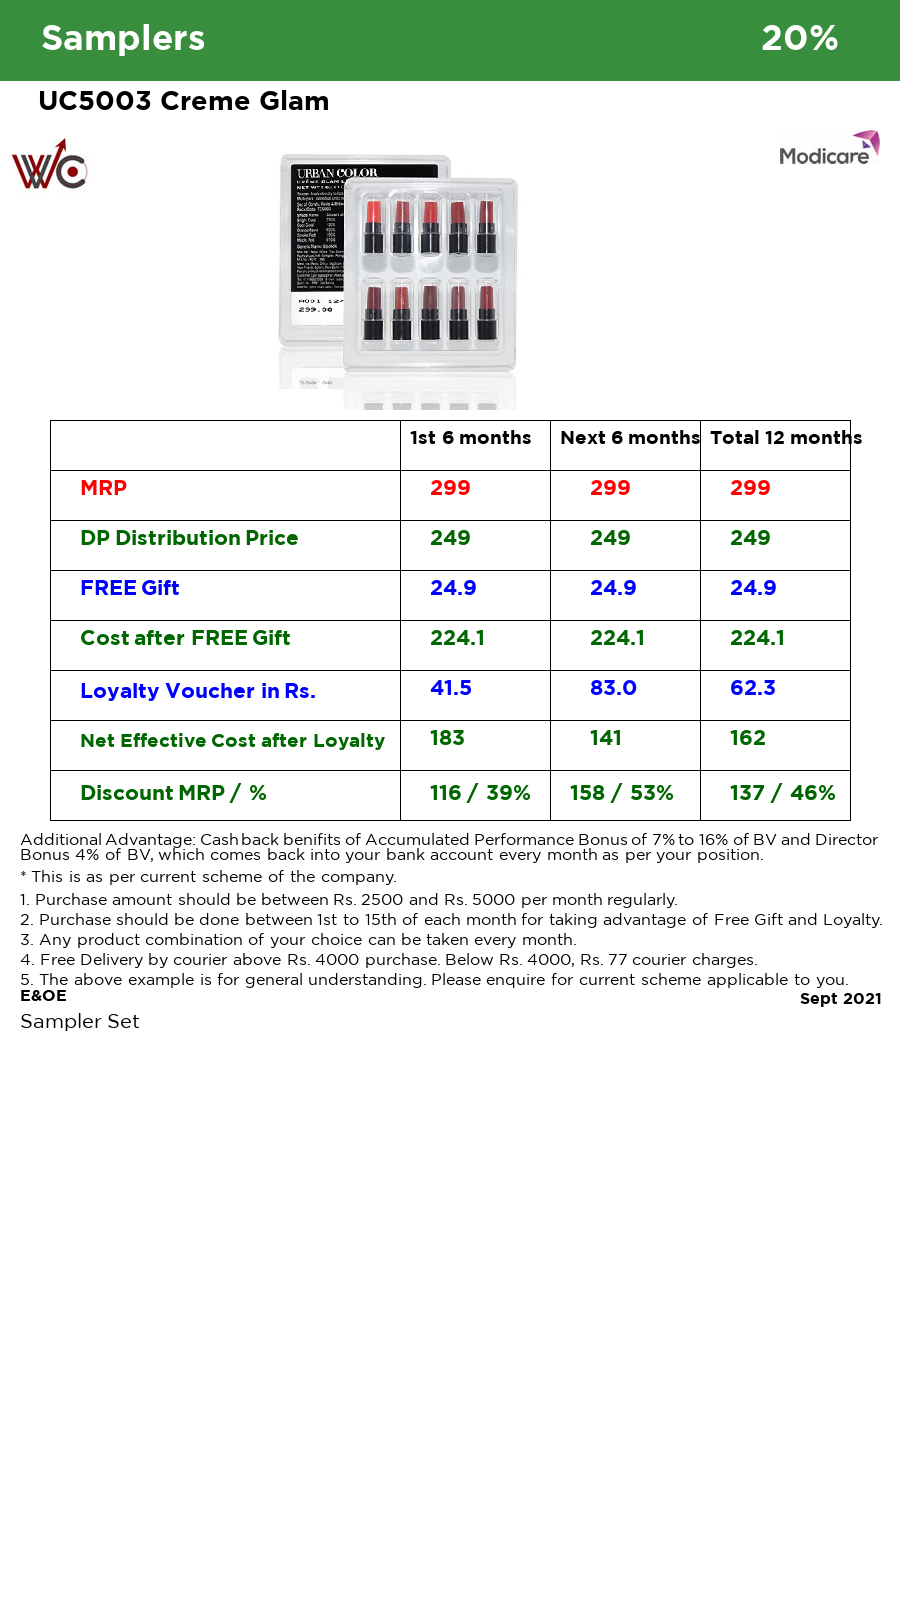 Samplers 20%
UC5003 Creme Glam
WC
Modicare
URBAN COLOR
A001 12/
299.00
1st 6 months Next 6 months Total 12 months
MRP 299 299 299
DP Distribution Price 249 249 249
FREE Gift 24.9 24.9 24.9
Cost after FREE Gift 224.1 224.1 224.1
Loyalty Voucher in Rs. 41.5 83.0 62.3
Net Effective Cost after Loyalty 183 141 162
Discount MRP / % 116 / 39% 158 / 53% 137 / 46%
Additional Advantage: Cashback benifits of Accumulated Performance Bonus of 7% to 16% of BV and Director
Bonus 4% of BV, which comes back into your bank account every month as per your position.
* This is as per current scheme of the company.
1. Purchase amount should be between Rs. 2500 and Rs. 5000 per month regularly.
2. Purchase should be done between 1st to 15th of each month for taking advantage of Free Gift and Loyalty.
3. Any product combination of your choice can be taken every month.
4. Free Delivery by courier above Rs. 4000 purchase. Below Rs. 4000, Rs. 77 courier charges.
5. The above example is for general understanding. Please enquire for current scheme applicable to you.
E&OE
Sept 2021
Sampler Set